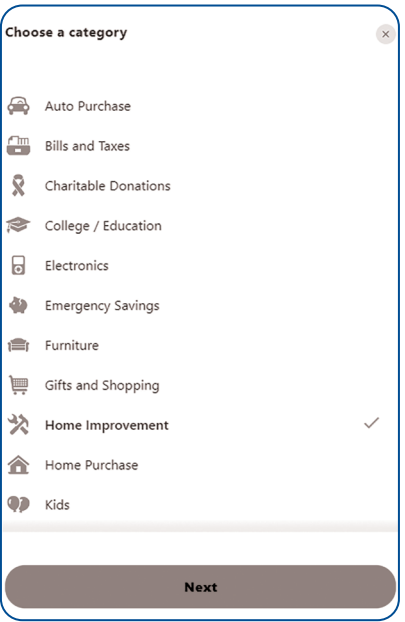 Choose a category
Auto Purchase
Bills and Taxes
Charitable Donations
College / Education
Electronics
Emergency Savings
Furniture
Gifts and Shopping
Home Improvement
Home Purchase
Kids
Next